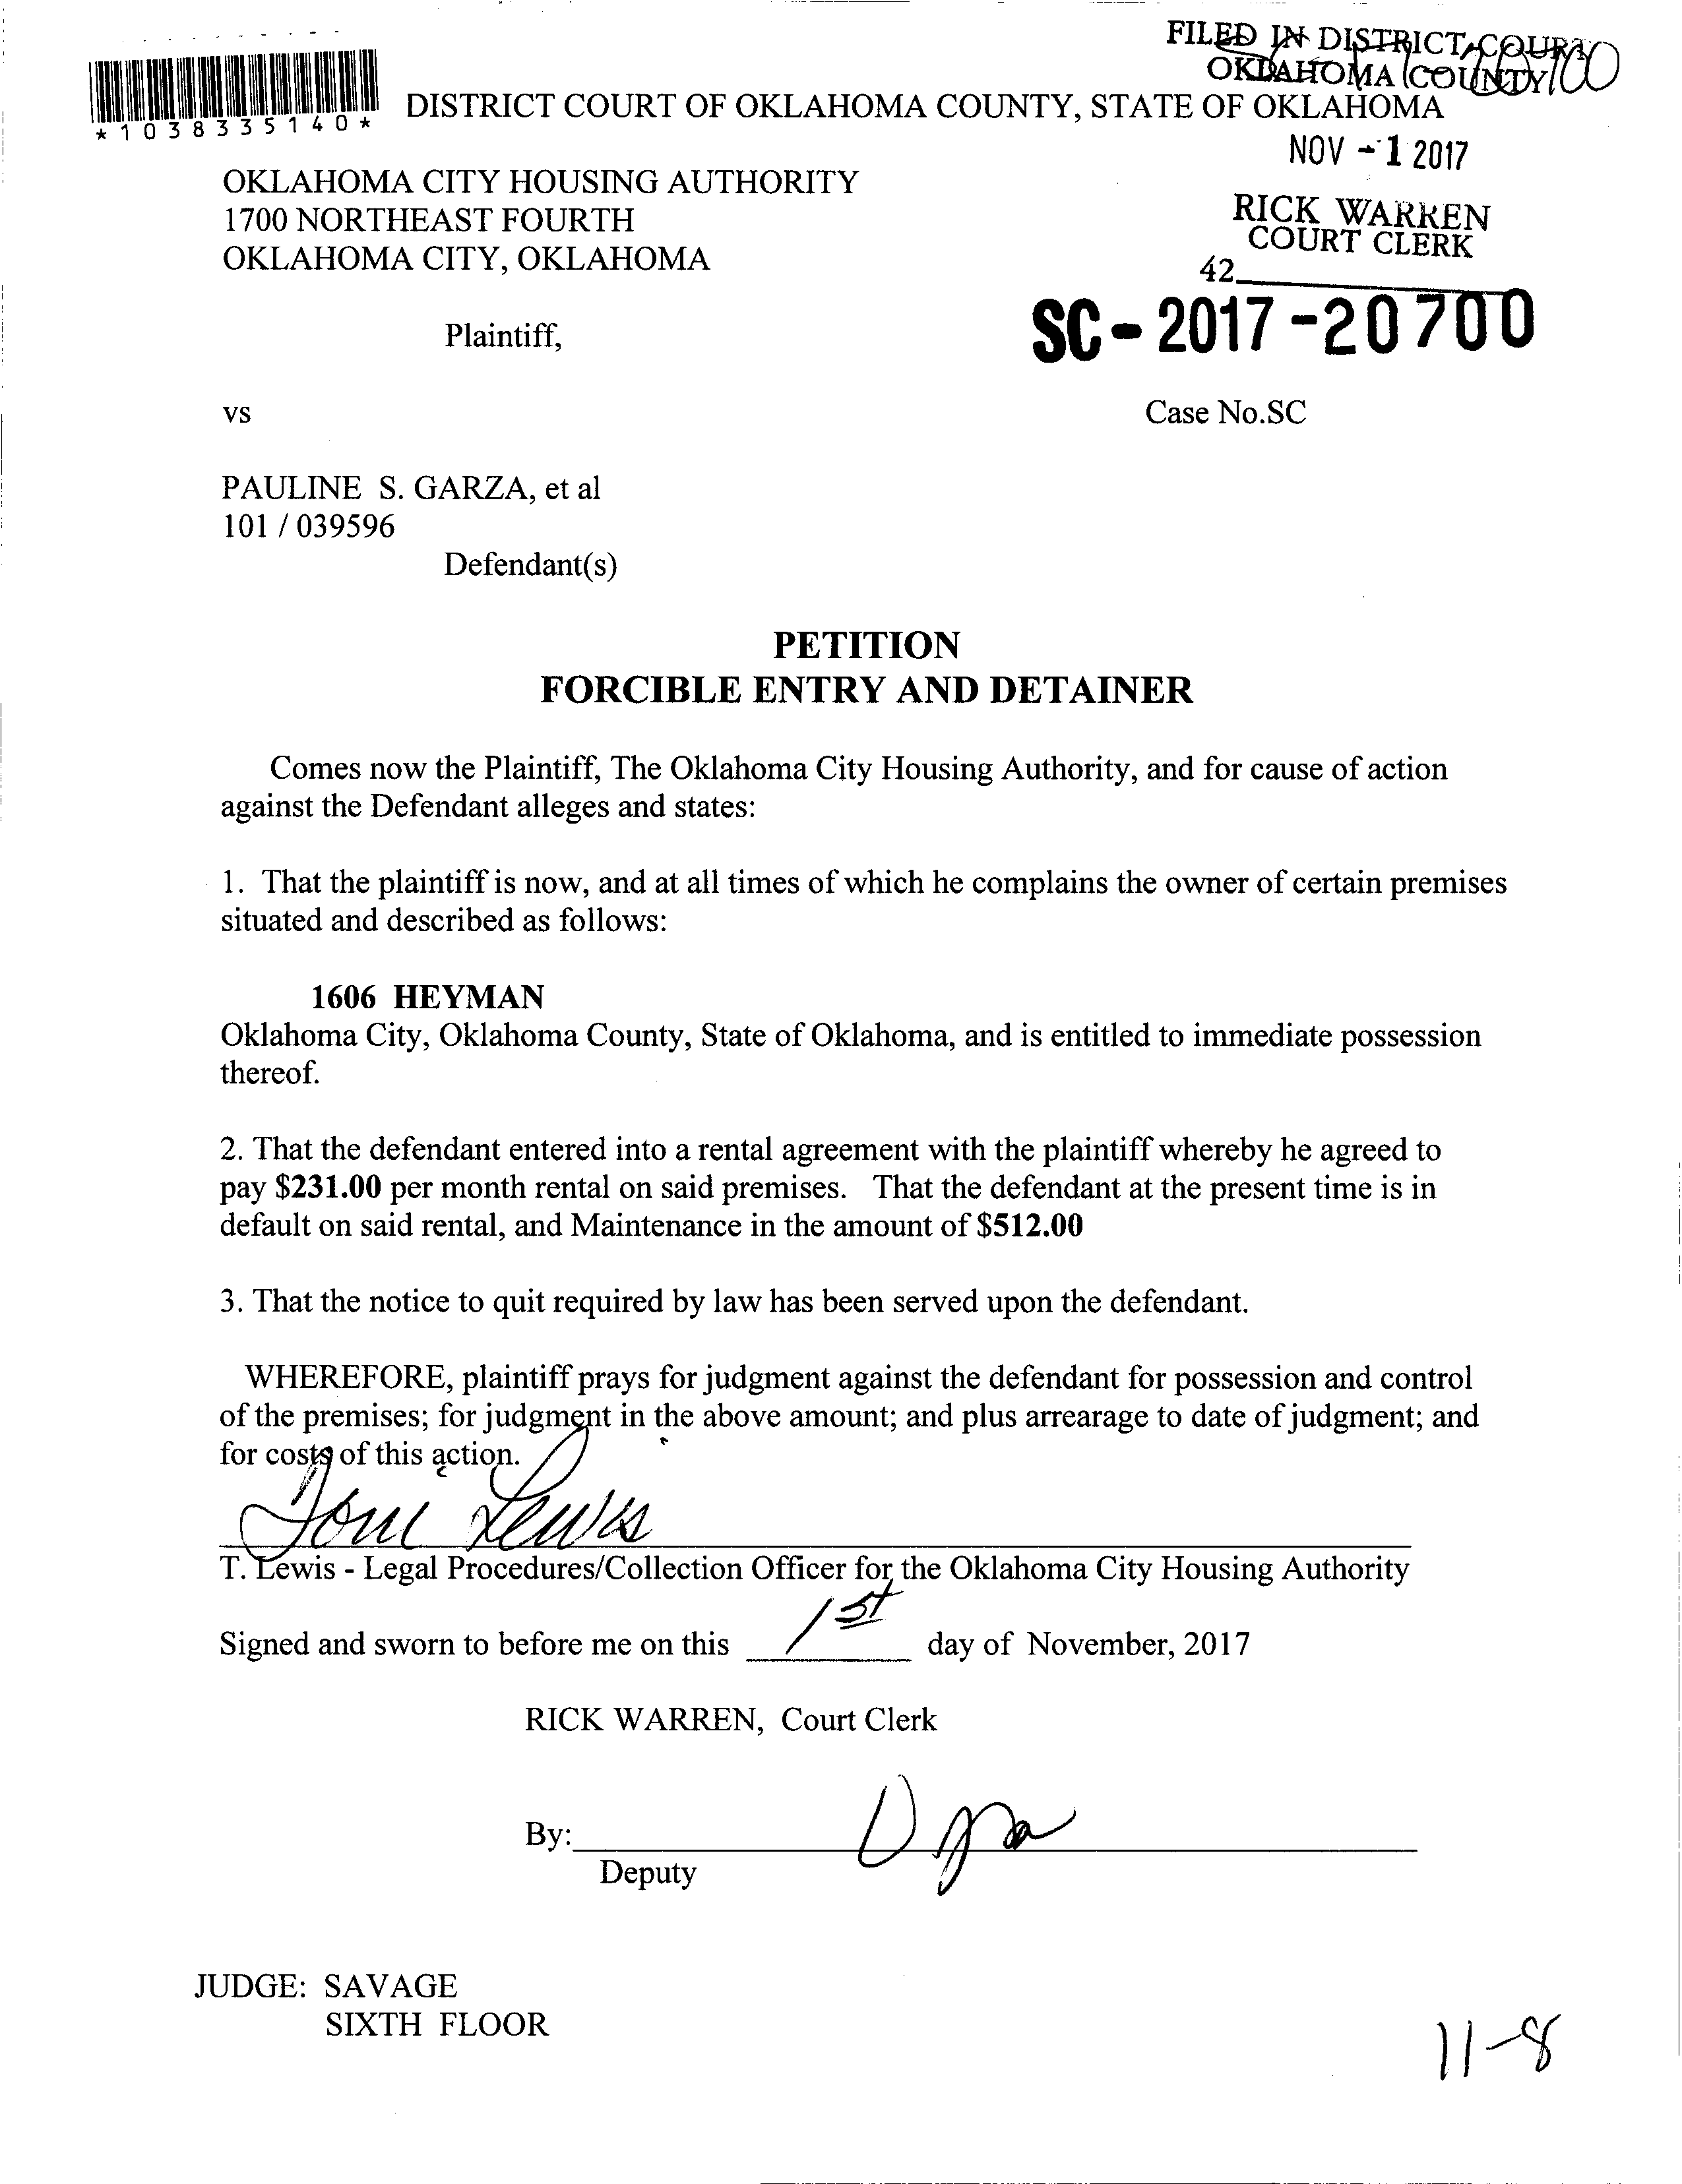 FILED IN DISTRICT COURT
OKLAHOMA COUNTY
*1038335140*
DISTRICT COURT OF OKLAHOMA COUNTY, STATE OF OKLAHOMA
NOV -1 2017
OKLAHOMA CITY HOUSING AUTHORITY
1700 NORTHEAST FOURTH
OKLAHOMA CITY, OKLAHOMA
RICK WARREN
COURT CLERK
42
SC-2017-20700
Plaintiff,
vs
Case No.SC
PAULINE S. GARZA, et al
101 / 039596
Defendant(s)
PETITION
FORCIBLE ENTRY AND DETAINER
Comes now the Plaintiff, The Oklahoma City Housing Authority, and for cause of action
against the Defendant alleges and states:
1. That the plaintiff is now, and at all times of which he complains the owner of certain premises
situated and described as follows:
1606 HEYMAN
Oklahoma City, Oklahoma County, State of Oklahoma, and is entitled to immediate possession
thereof.
2. That the defendant entered into a rental agreement with the plaintiff whereby he agreed to
pay $231.00 per month rental on said premises. That the defendant at the present time is in
default on said rental, and Maintenance in the amount of $512.00
3. That the notice to quit required by law has been served upon the defendant.
WHEREFORE, plaintiff prays for judgment against the defendant for possession and control
of the premises; for judgment in the above amount; and plus arrearage to date of judgment; and
for costs of this action.
Toni Lewis
T. Lewis - Legal Procedures/Collection Officer for the Oklahoma City Housing Authority
Signed and sworn to before me on this 1st day of November, 2017
RICK WARREN, Court Clerk
By:
Deputy
JUDGE: SAVAGE
SIXTH FLOOR
11-8